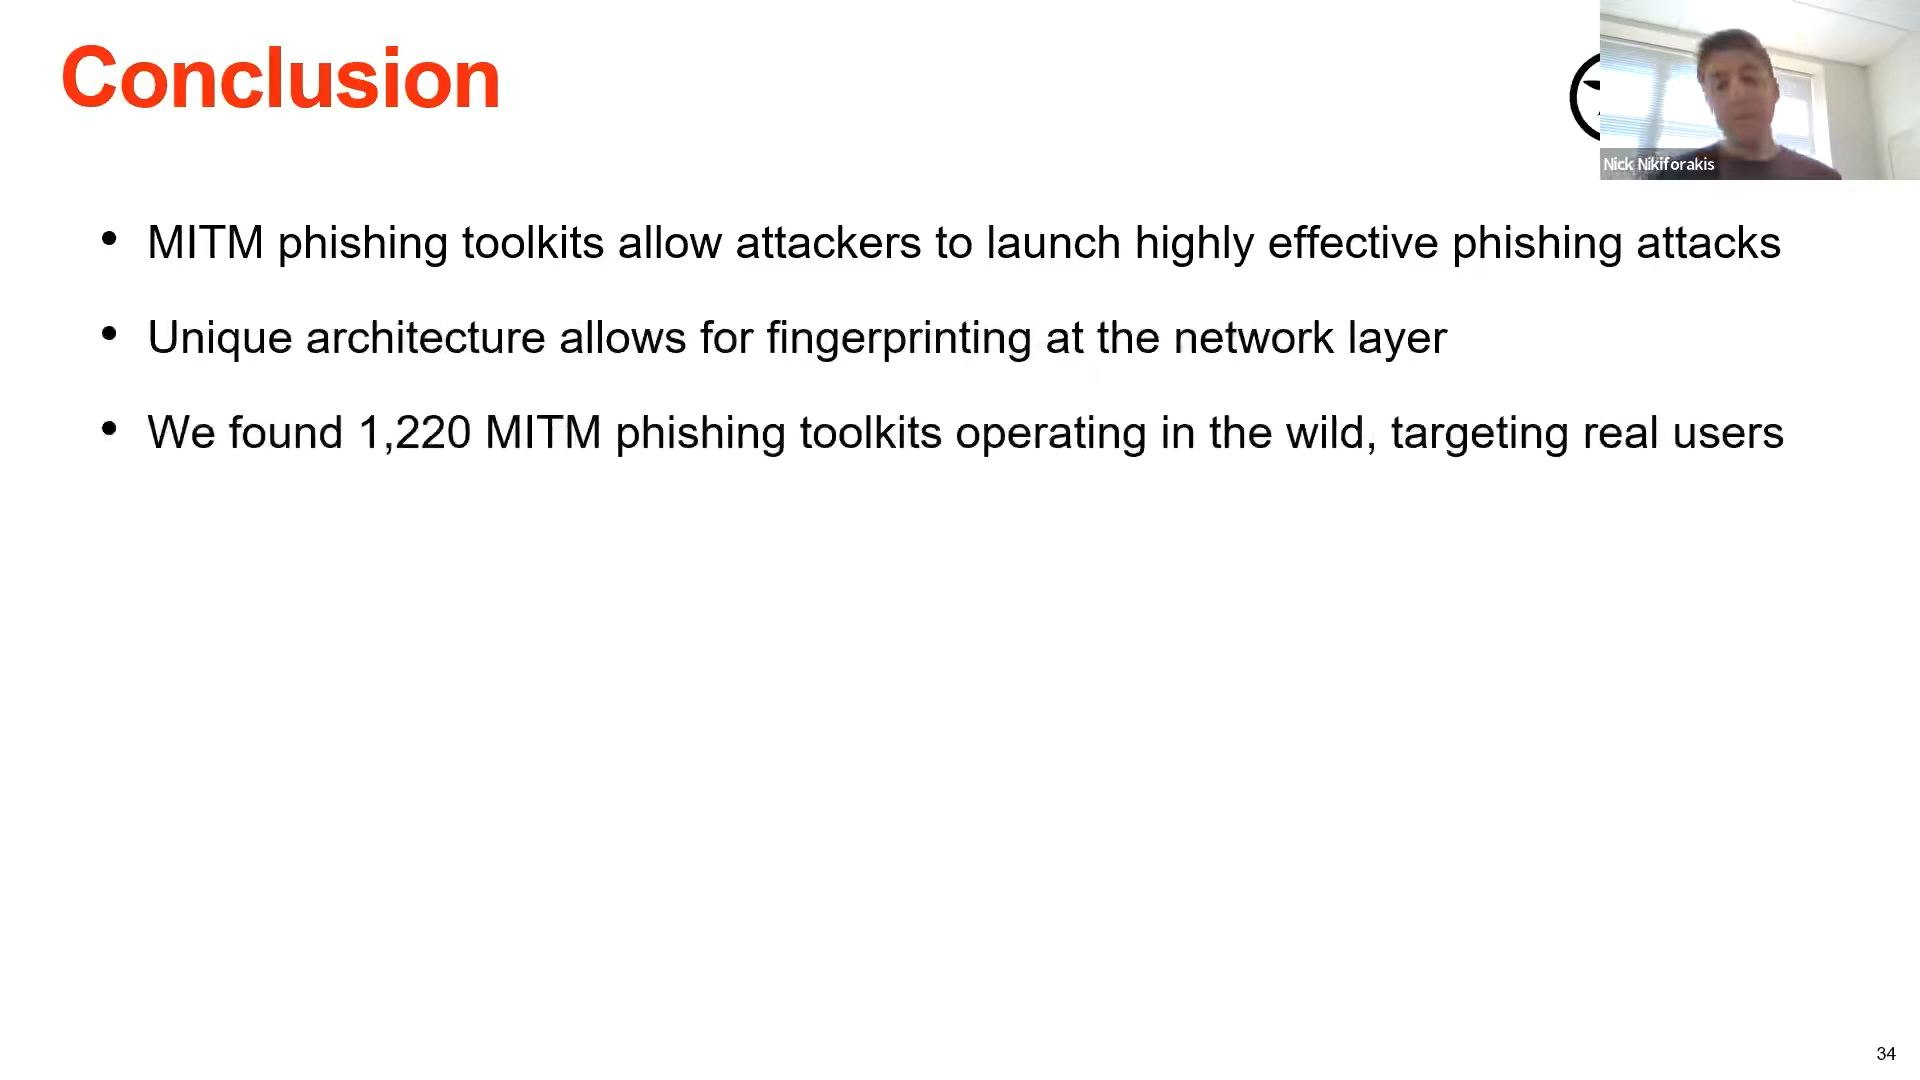 Conclusion
Nick Nikiforakis
• MITM phishing toolkits allow attackers to launch highly effective phishing attacks
• Unique architecture allows for fingerprinting at the network layer
• We found 1,220 MITM phishing toolkits operating in the wild, targeting real users
34